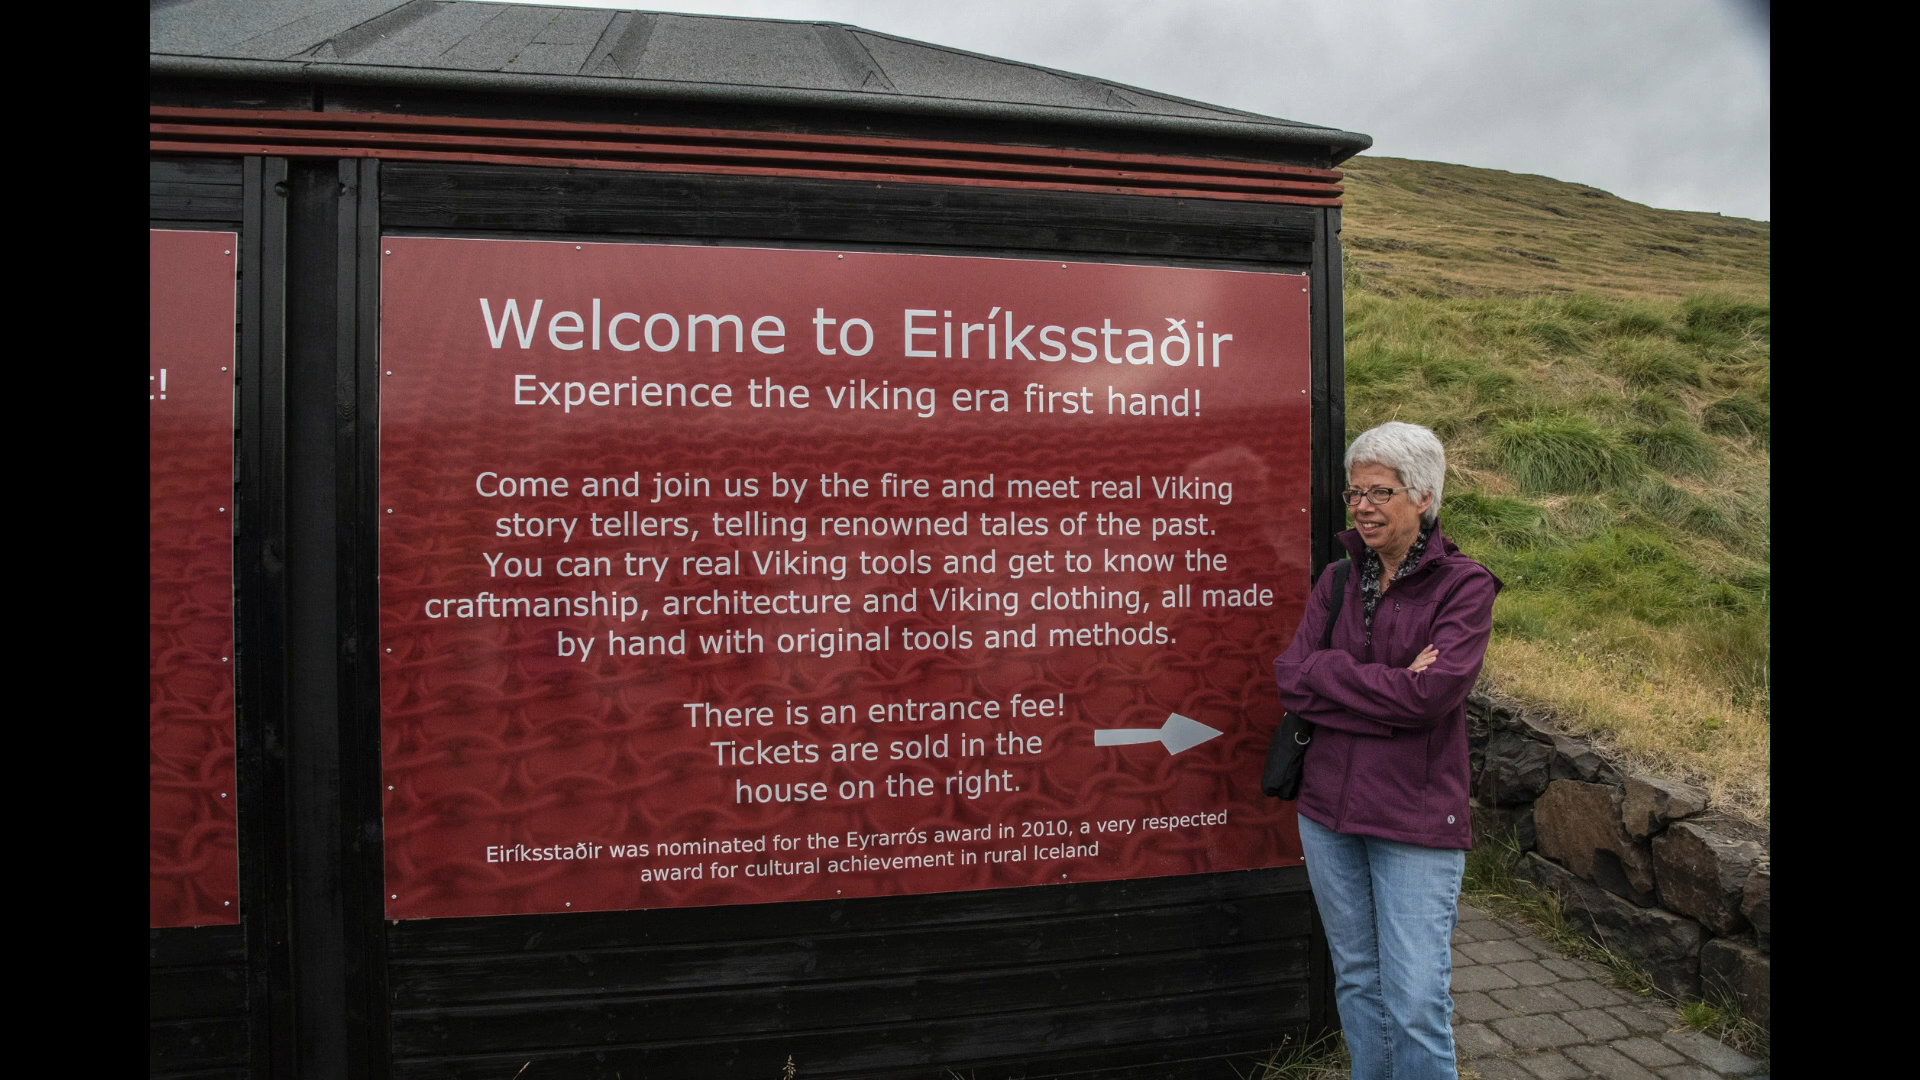 t!
Welcome to Eiríksstaðir
Experience the viking era first hand!
Come and join us by the fire and meet real Viking
story tellers, telling renowned tales of the past.
You can try real Viking tools and get to know the
craftmanship, architecture and Viking clothing, all made
by hand with original tools and methods.
There is an entrance fee!
Tickets are sold in the
house on the right.
Eiríksstaðir was nominated for the Eyrarrós award in 2010, a very respected
award for cultural achievement in rural Iceland